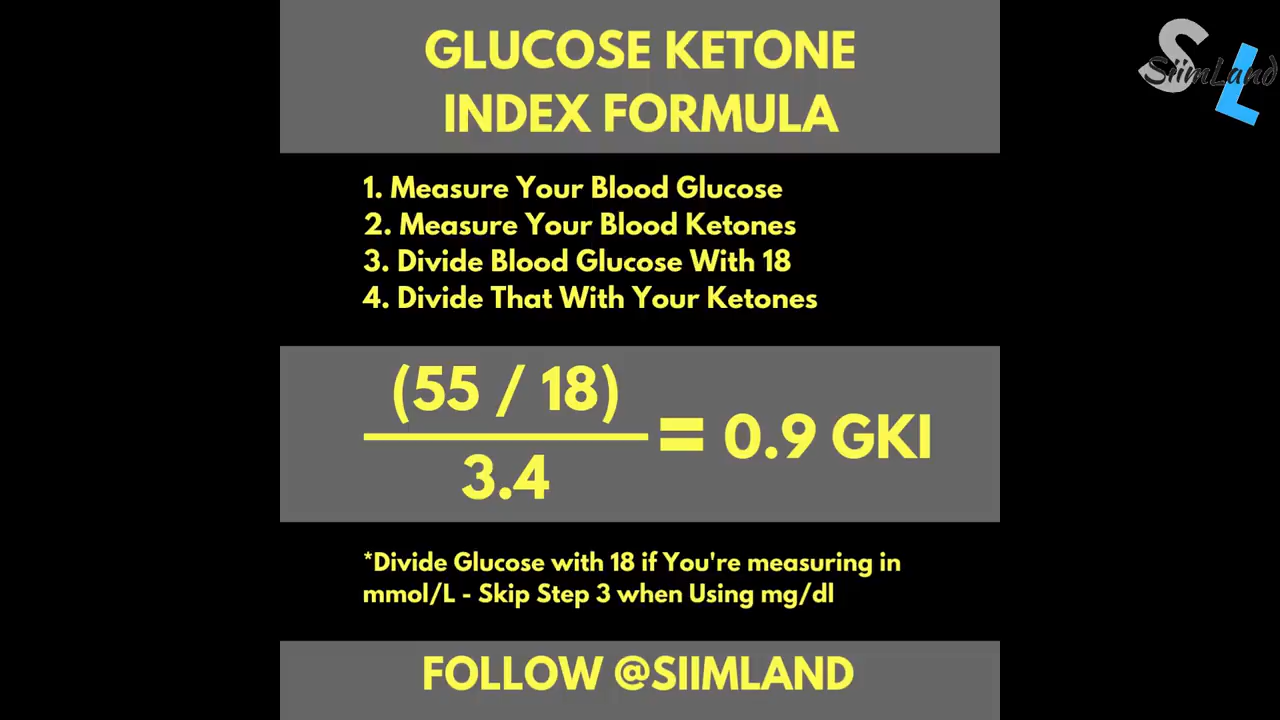 GLUCOSE KETONE
INDEX FORMULA
S
SiimLand
L
1. Measure Your Blood Glucose
2. Measure Your Blood Ketones
3. Divide Blood Glucose With 18
4. Divide That With Your Ketones
(55 / 18)
= 0.9 GKI
3.4
*Divide Glucose with 18 if You're measuring in
mmol/L - Skip Step 3 when Using mg/dl
FOLLOW @SIIMLAND